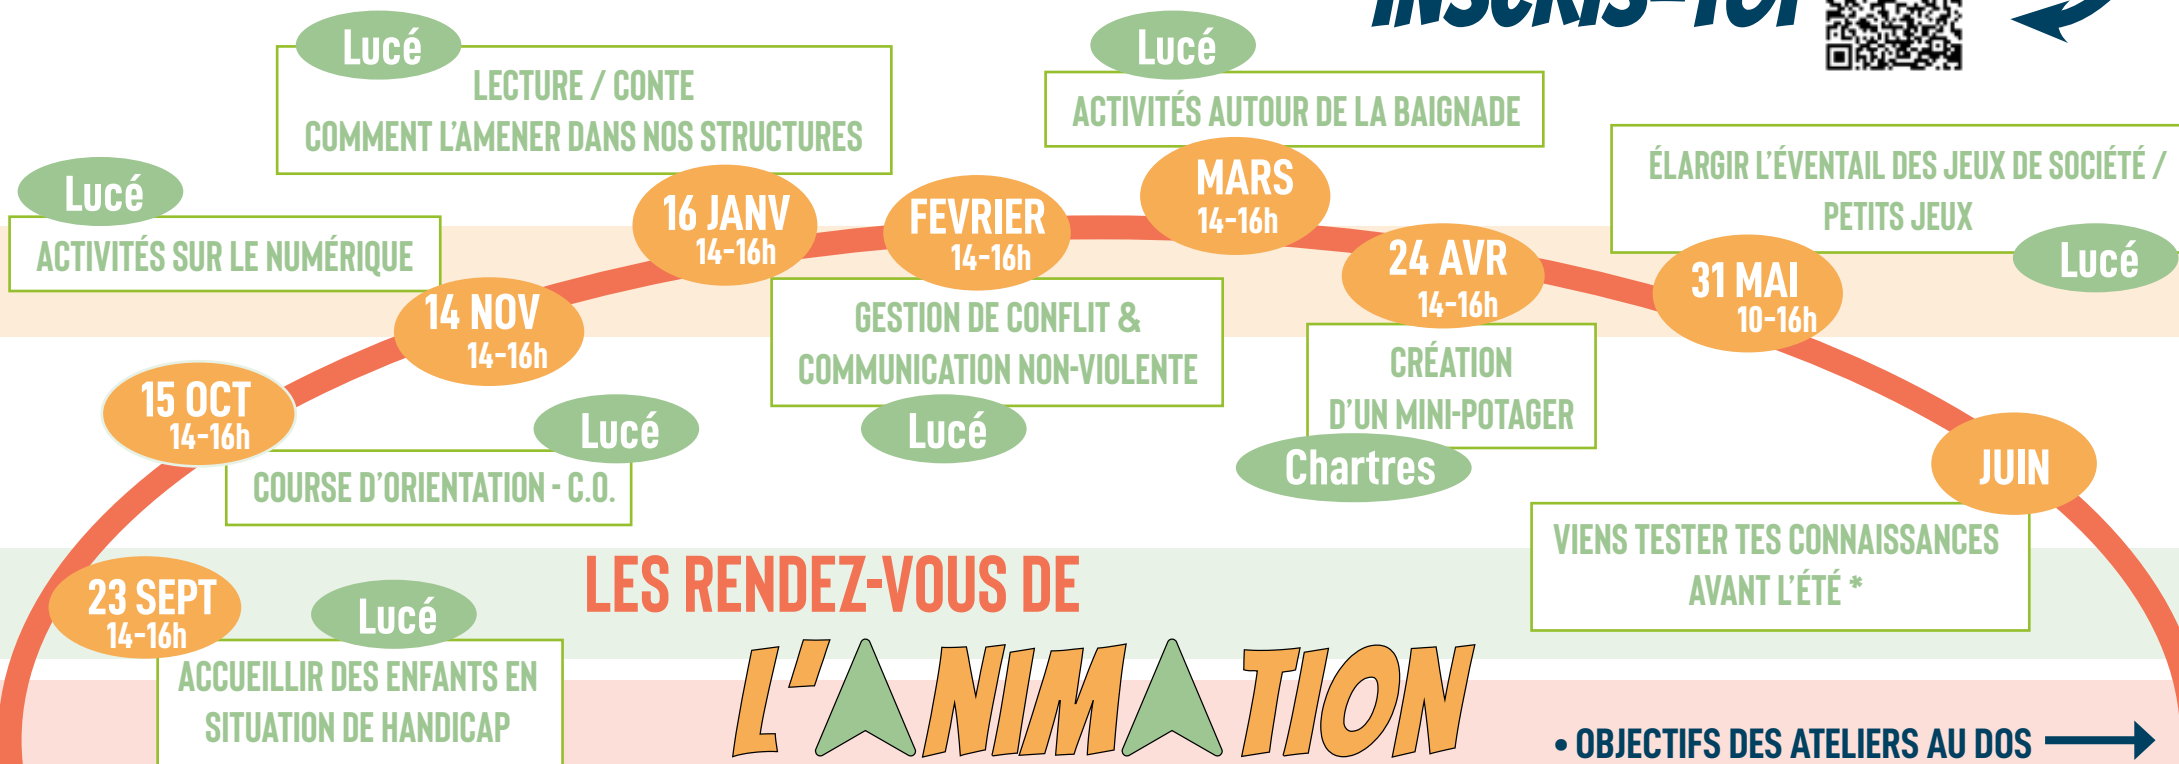 INSCRIS-TOI
Lucé
LECTURE / CONTE
COMMENT L'AMENER DANS NOS STRUCTURES
Lucé
ACTIVITÉS AUTOUR DE LA BAIGNADE
ÉLARGIR L'ÉVENTAIL DES JEUX DE SOCIÉTÉ /
PETITS JEUX
Lucé
Lucé
ACTIVITÉS SUR LE NUMÉRIQUE
16 JANV
14-16h
FEVRIER
14-16h
MARS
14-16h
24 AVR
14-16h
31 MAI
10-16h
14 NOV
14-16h
GESTION DE CONFLIT &
COMMUNICATION NON-VIOLENTE
Lucé
CRÉATION
D'UN MINI-POTAGER
Chartres
15 OCT
14-16h
Lucé
COURSE D'ORIENTATION - C.O.
JUIN
VIENS TESTER TES CONNAISSANCES
AVANT L'ÉTÉ *
23 SEPT
14-16h
Lucé
ACCUEILLIR DES ENFANTS EN
SITUATION DE HANDICAP
LES RENDEZ-VOUS DE
L'ANIMATION
• OBJECTIFS DES ATELIERS AU DOS